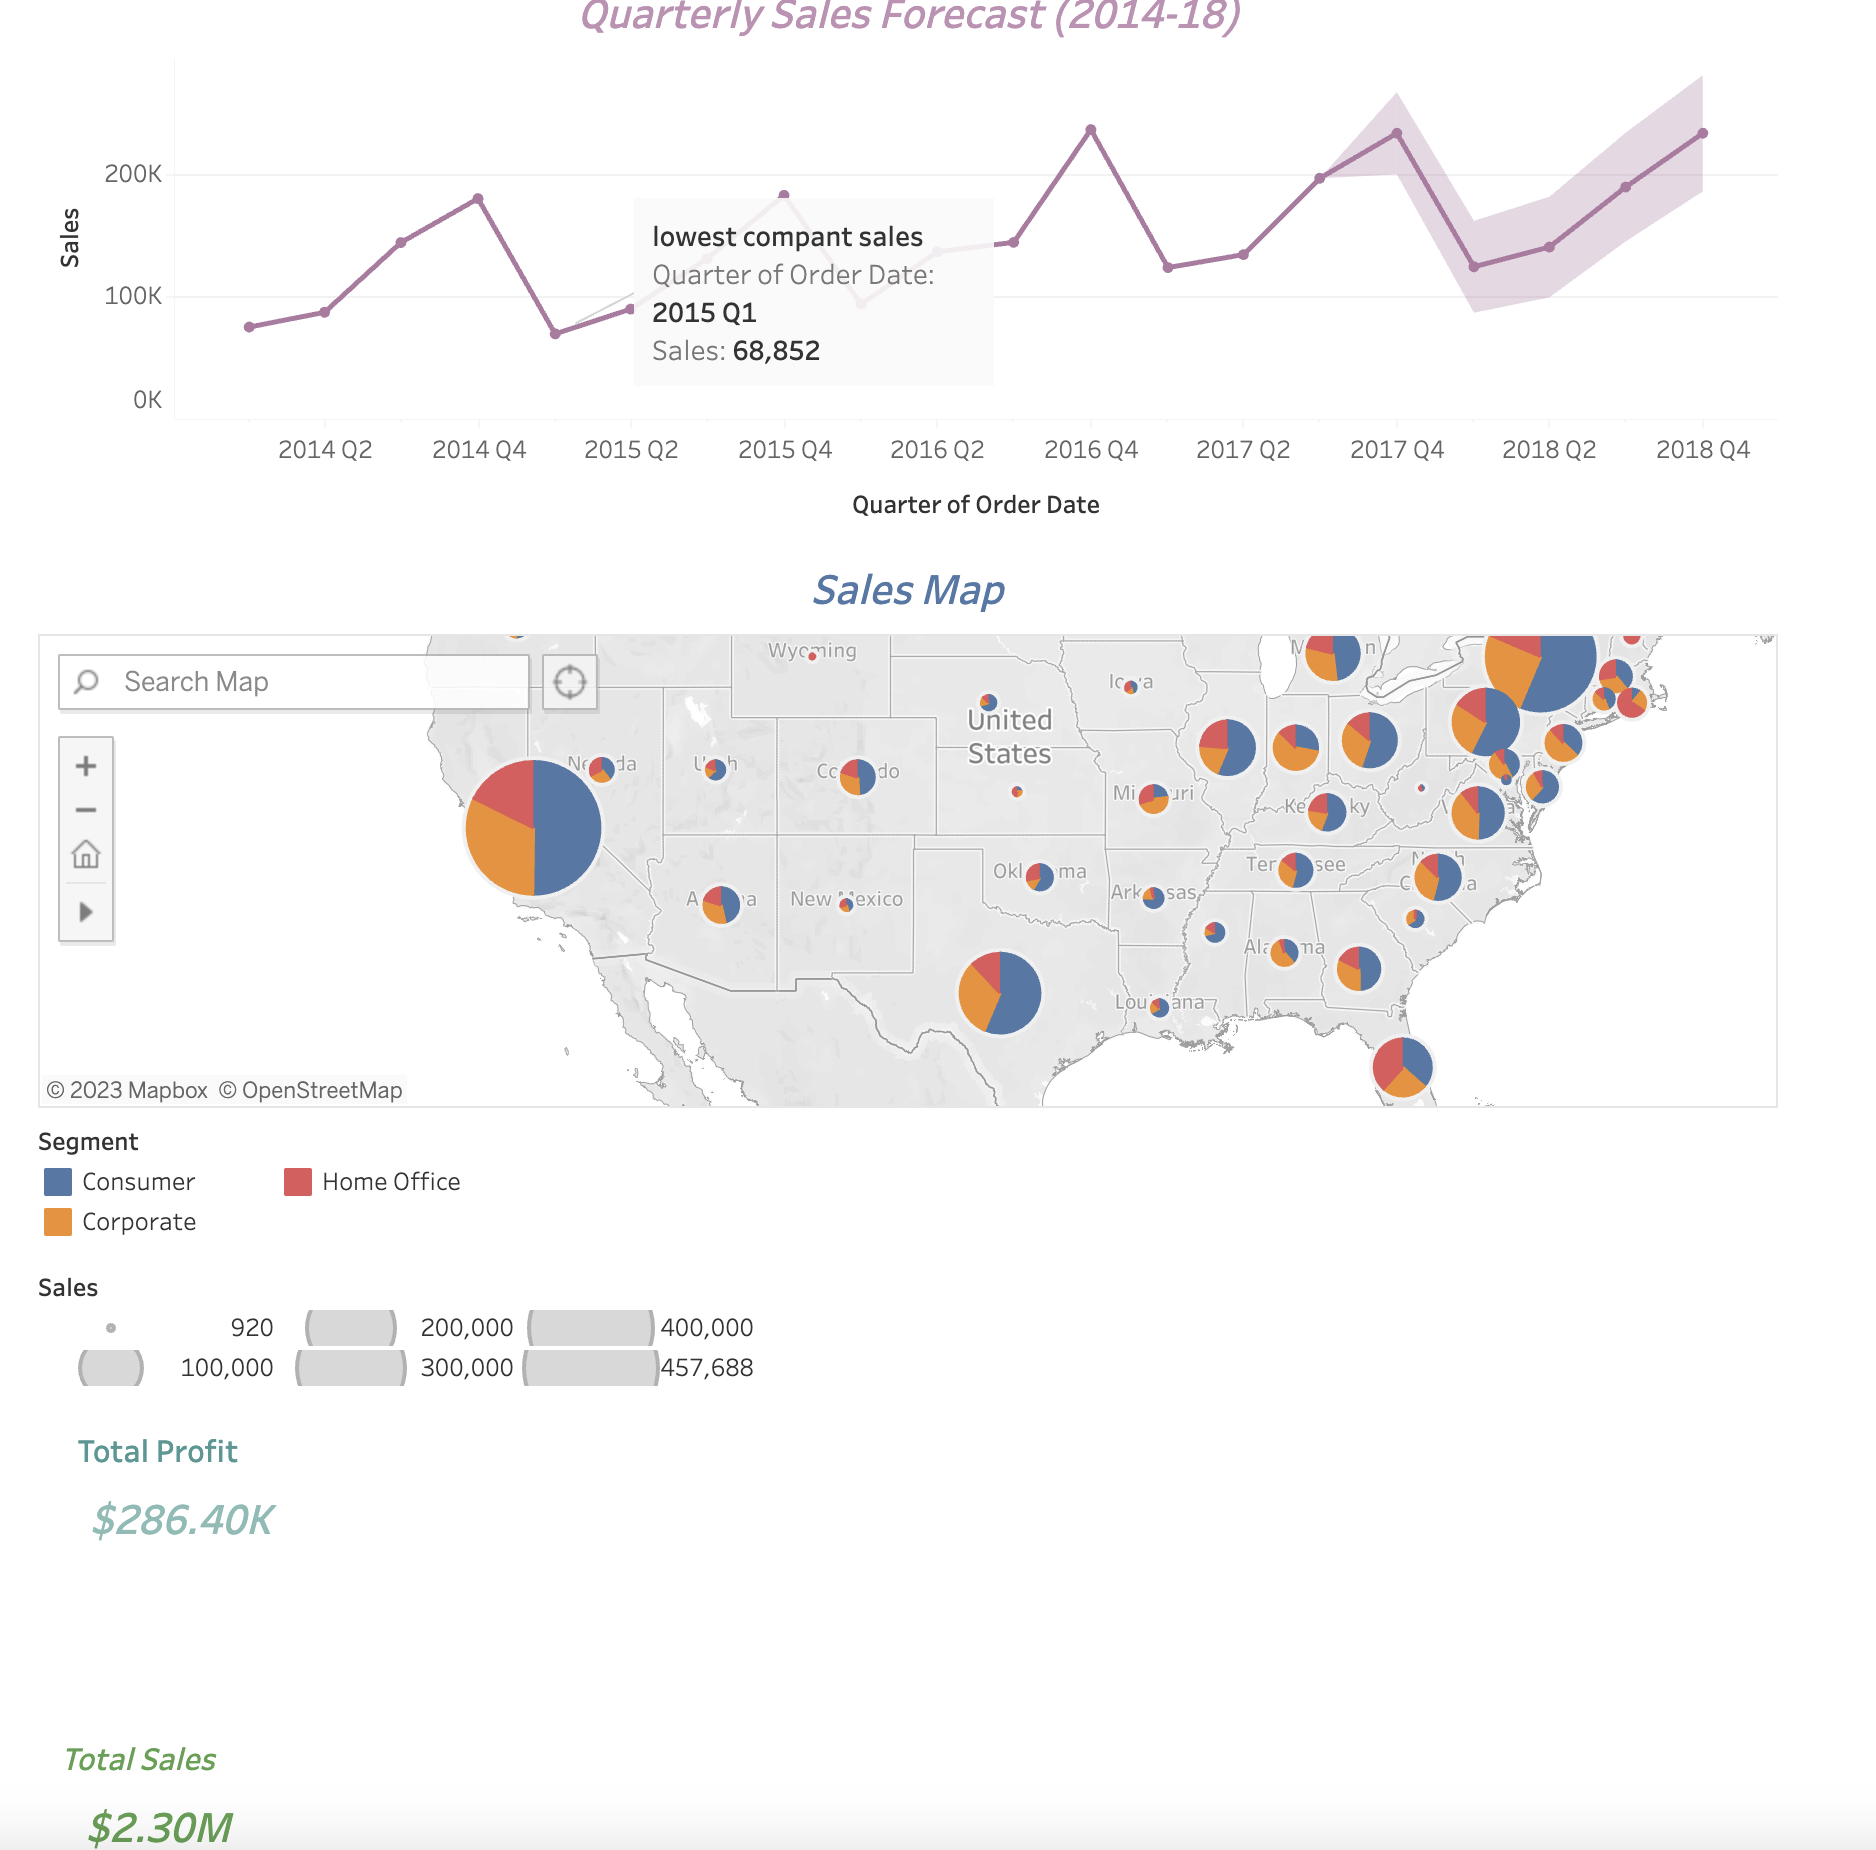 Quarterly Sales Forecast (2014-18)
200K
100K
0K
Sales
lowest compant sales
Quarter of Order Date:
2015 Q1
Sales: 68,852
2014 Q2 2014 Q4 2015 Q2 2015 Q4 2016 Q2 2016 Q4 2017 Q2 2017 Q4 2018 Q2 2018 Q4
Quarter of Order Date
Sales Map
Search Map
Wyoming
United
States
Oklahoma
Arkansas
New Mexico
Tennessee
Alabama
Louisiana
Kentucky
Missouri
Colorado
Nevada
Utah
Arizona
Iowa
© 2023 Mapbox © OpenStreetMap
Segment
Consumer
Home Office
Corporate
Sales
920 200,000 400,000
100,000 300,000 457,688
Total Profit
$286.40K
Total Sales
$2.30M